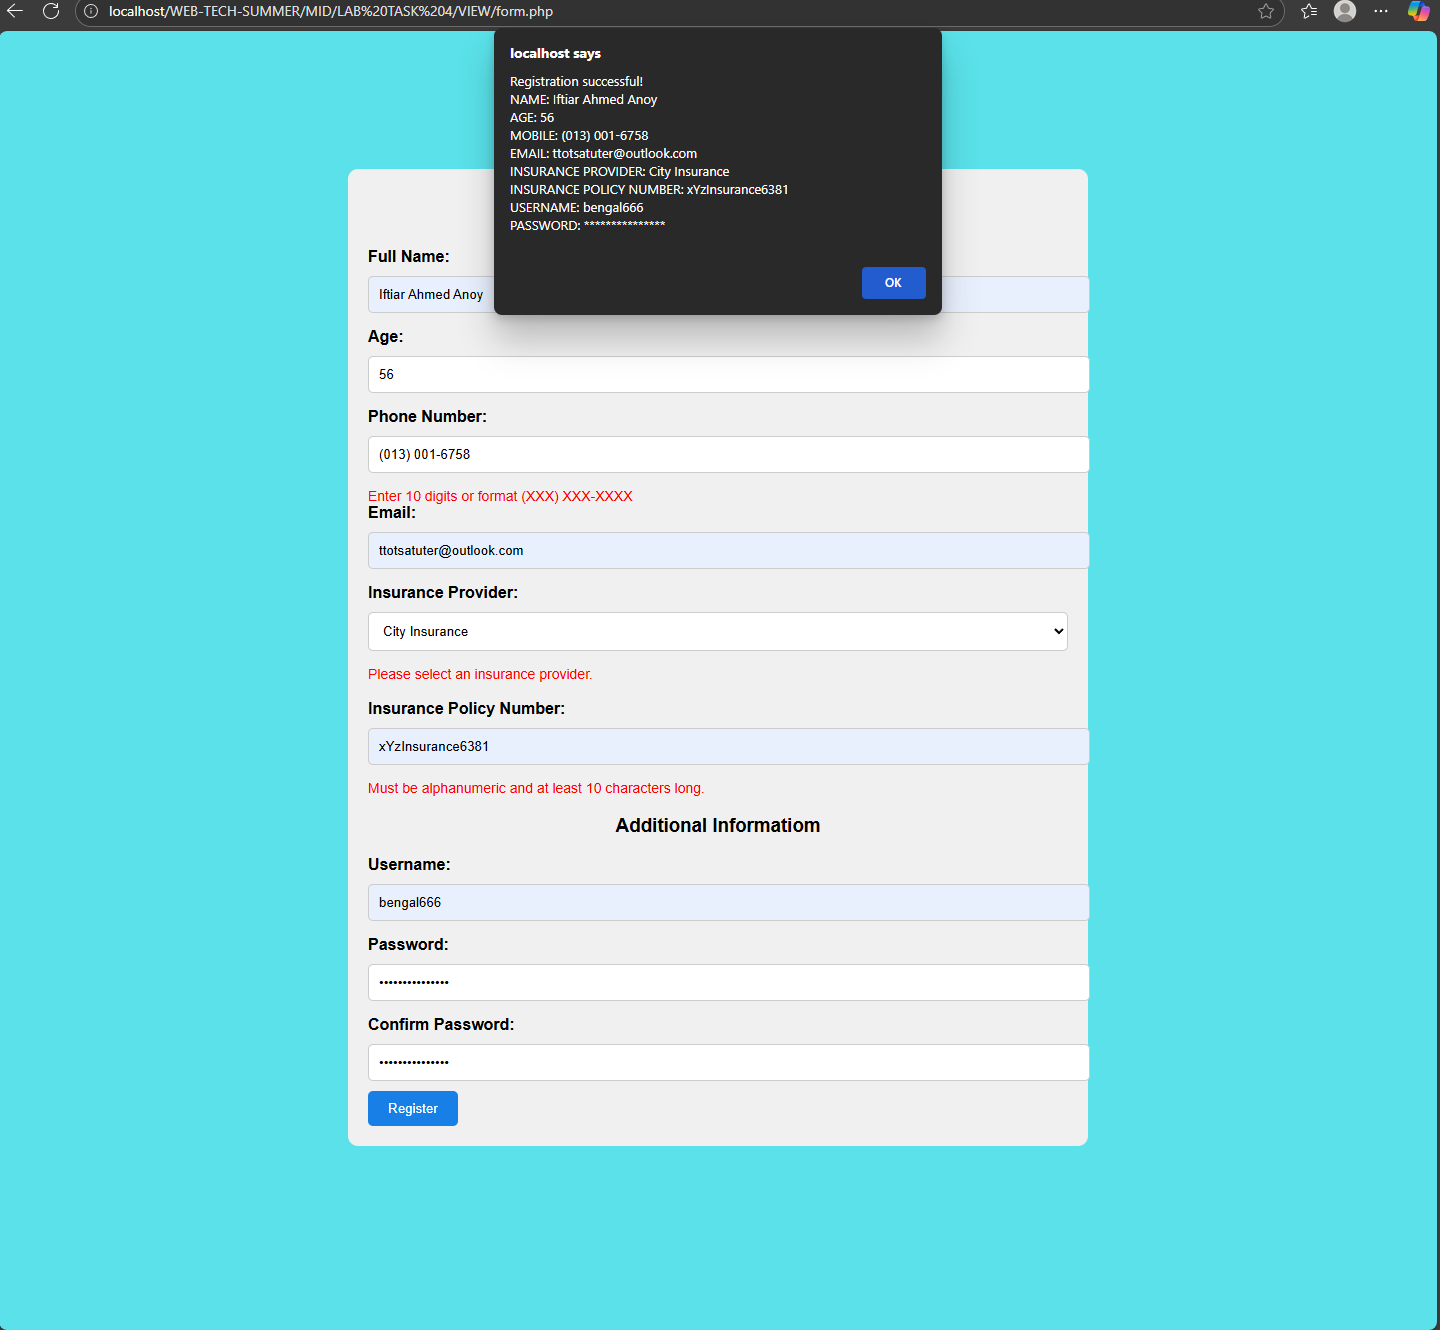 localhost/WEB-TECH-SUMMER/MID/LAB%20TASK%204/VIEW/form.php
localhost says
Registration successful!
NAME: Iftiar Ahmed Anoy
AGE: 56
MOBILE: (013) 001-6758
EMAIL: ttotsatuter@outlook.com
INSURANCE PROVIDER: City Insurance
INSURANCE POLICY NUMBER: xYzInsurance6381
USERNAME: bengal666
PASSWORD: ***************
OK
Full Name:
Iftiar Ahmed Anoy
Age:
56
Phone Number:
(013) 001-6758
Enter 10 digits or format (XXX) XXX-XXXX
Email:
ttotsatuter@outlook.com
Insurance Provider:
City Insurance
Please select an insurance provider.
Insurance Policy Number:
xYzInsurance6381
Must be alphanumeric and at least 10 characters long.
Additional Informatiom
Username:
bengal666
Password:
•••••••••••••••
Confirm Password:
•••••••••••••••
Register